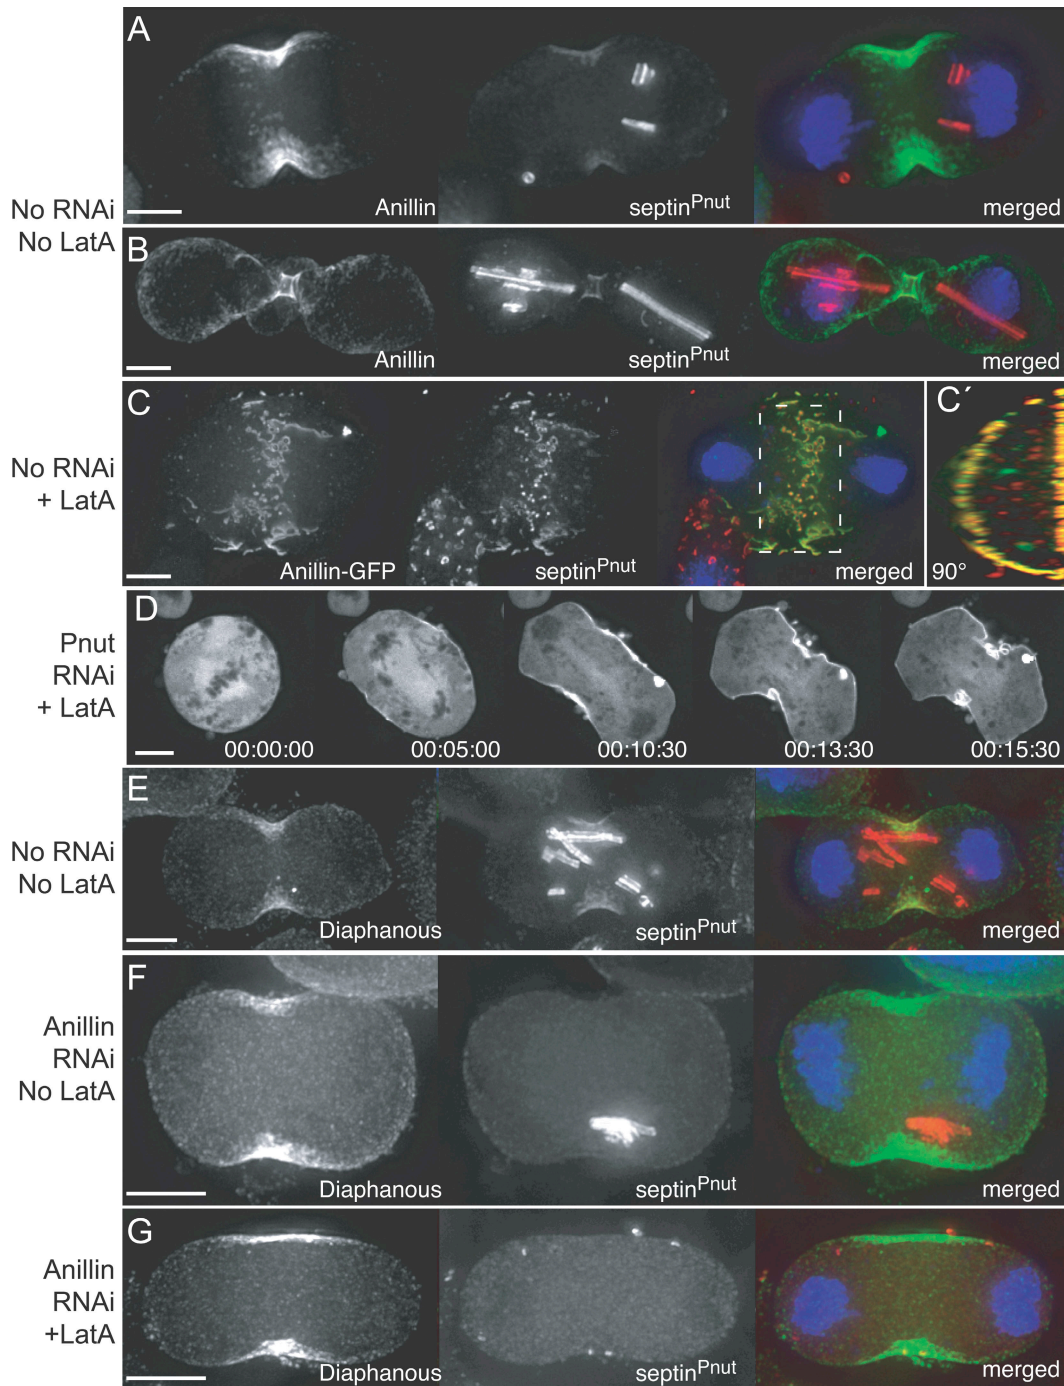 No RNAi
No LatA
A
Anillin
septinPnut
merged
B
Anillin
septinPnut
merged
No RNAi
+ LatA
C
Anillin-GFP
septinPnut
merged
C´
90°
Pnut
RNAi
+ LatA
D
00:00:00
00:05:00
00:10:30
00:13:30
00:15:30
No RNAi
No LatA
E
Diaphanous
septinPnut
merged
Anillin
RNAi
No LatA
F
Diaphanous
septinPnut
merged
Anillin
RNAi
+LatA
G
Diaphanous
septinPnut
merged